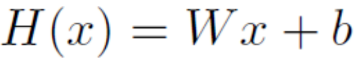 H(x) = Wx + b